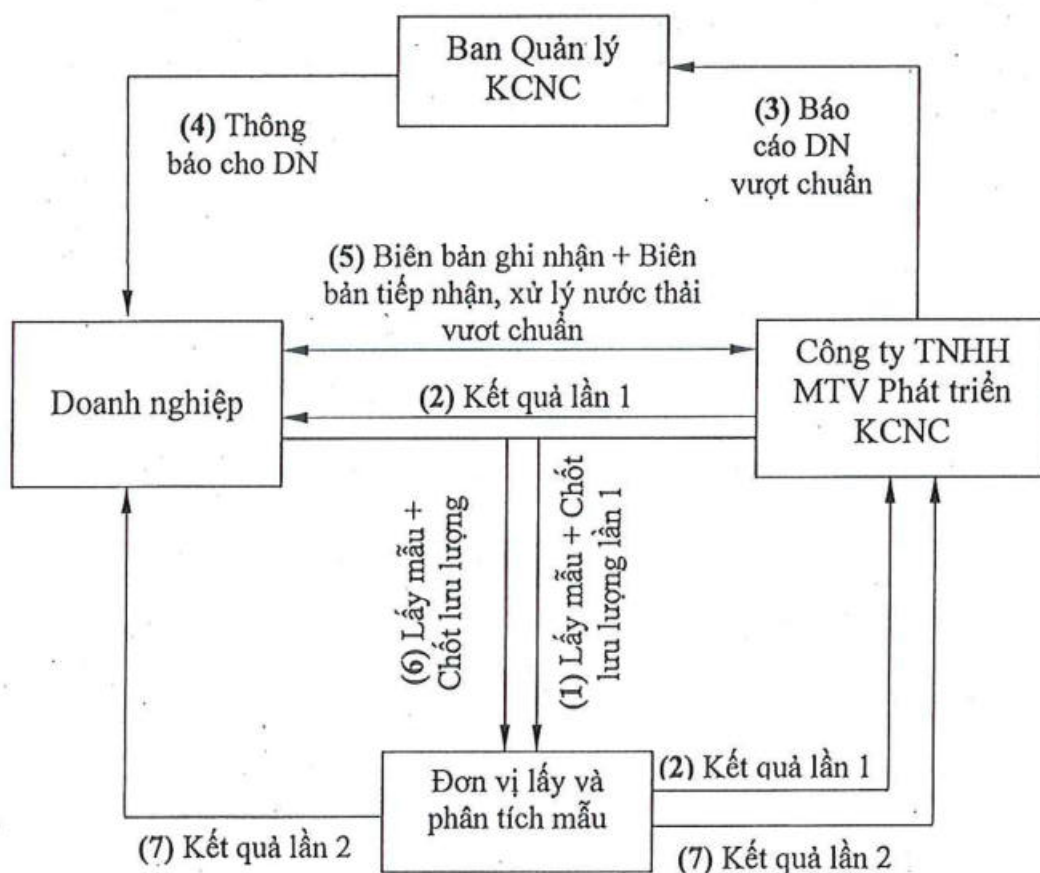 Ban Quản lý
KCNC
(4) Thông
báo cho DN
(3) Báo
cáo DN
vượt chuẩn
(5) Biên bản ghi nhận + Biên
bản tiếp nhận, xử lý nước thải
vươt chuẩn
Doanh nghiệp
(2) Kết quả lần 1
Công ty TNHH
MTV Phát triển
KCNC
(6) Lấy mẫu +
Chốt lưu lượng
(1) Lấy mẫu + Chốt
lưu lượng lần 1
Đơn vị lấy và
phân tích mẫu
(2) Kết quả lần 1
(7) Kết quả lần 2
(7) Kết quả lần 2